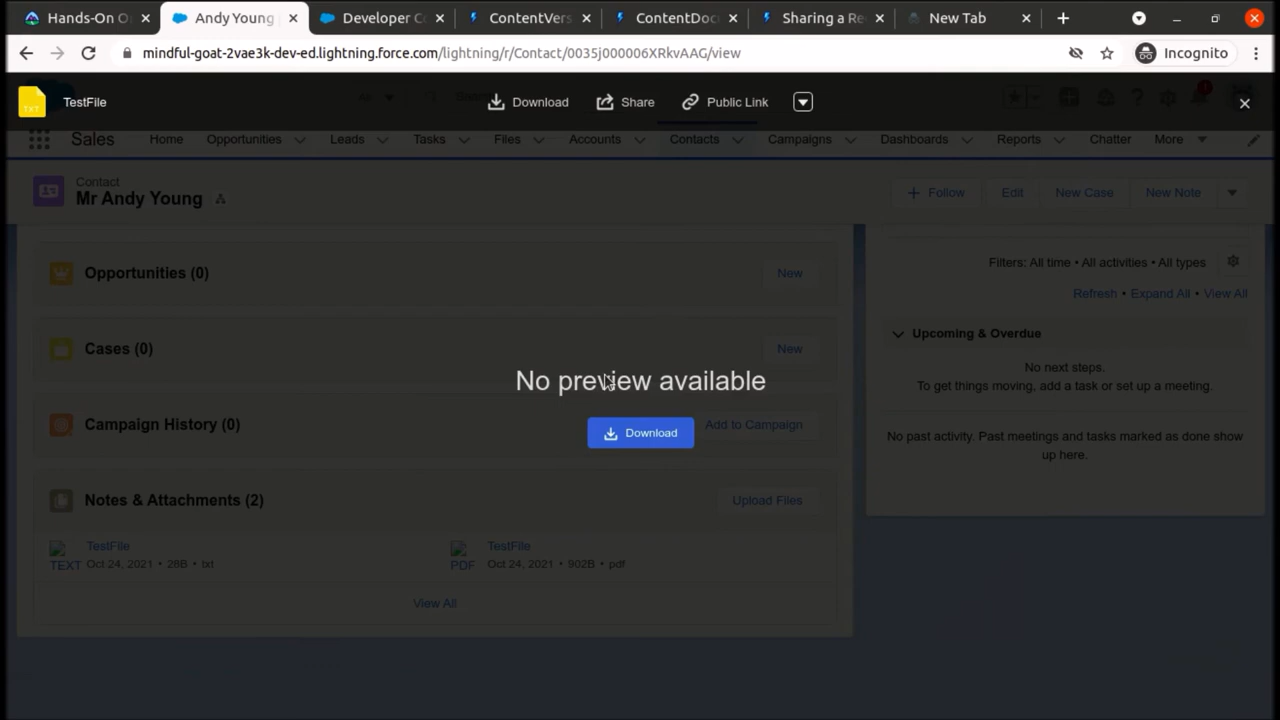 Hands-On O
Andy Young
Developer C
ContentVers
ContentDoc
Sharing a Re
New Tab
mindful-goat-2vae3k-dev-ed.lightning.force.com/lightning/r/Contact/0035j000006XRkvAAG/view
Incognito
TXT
TestFile
Download
Share
Public Link
Sales
Home
Opportunities
Leads
Tasks
Files
Accounts
Contacts
Campaigns
Dashboards
Reports
Chatter
More
Contact
Mr Andy Young
Follow
Edit
New Case
New Note
Opportunities (0)
New
Filters: All time • All activities • All types
Refresh • Expand All • View All
Cases (0)
New
Upcoming & Overdue
No next steps.
To get things moving, add a task or set up a meeting.
No preview available
Download
Campaign History (0)
Add to Campaign
No past activity. Past meetings and tasks marked as done show
up here.
Notes & Attachments (2)
Upload Files
TEXT
TestFile
Oct 24, 2021 • 28B • txt
PDF
TestFile
Oct 24, 2021 • 902B • pdf
View All